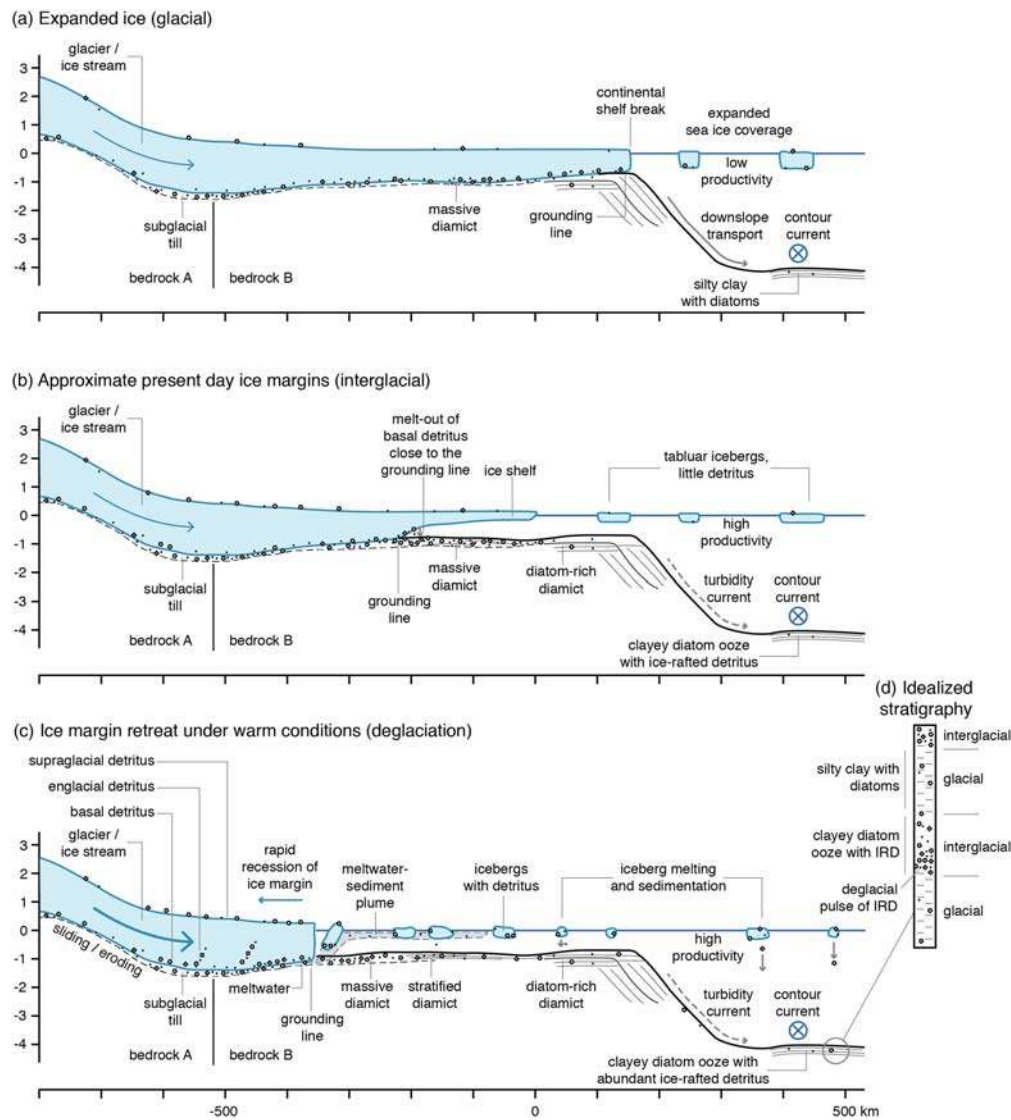 (a) Expanded ice (glacial)
glacier /
ice stream
continental
shelf break
expanded
sea ice coverage
low
productivity
3
2
1
0
-1
-2
-3
-4
subglacial
till
massive
diamict
grounding
line
downslope
transport
contour
current
bedrock A
bedrock B
silty clay
with diatoms
(b) Approximate present day ice margins (interglacial)
glacier /
ice stream
melt-out of
basal detritus
close to the
grounding line
ice shelf
tabluar icebergs,
little detritus
high
productivity
3
2
1
0
-1
-2
-3
-4
subglacial
till
grounding
line
massive
diamict
diatom-rich
diamict
turbidity
current
contour
current
bedrock A
bedrock B
clayey diatom ooze
with ice-rafted detritus
(c) Ice margin retreat under warm conditions (deglaciation)
supraglacial detritus
englacial detritus
basal detritus
glacier /
ice stream
rapid
recession of
ice margin
meltwater-
sediment
plume
icebergs
with detritus
iceberg melting
and sedimentation
high
productivity
3
2
1
0
-1
-2
-3
-4
sliding / eroding
subglacial
till
meltwater
grounding
line
massive
diamict
stratified
diamict
diatom-rich
diamict
turbidity
current
contour
current
bedrock A
bedrock B
clayey diatom ooze with
abundant ice-rafted detritus
-500
0
500 km
(d) Idealized
stratigraphy
interglacial
silty clay with
diatoms
glacial
clayey diatom
ooze with IRD
interglacial
deglacial
pulse of IRD
glacial